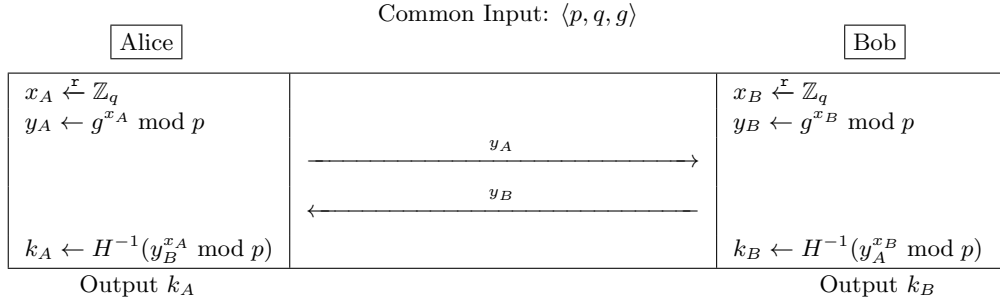 Common Input: ⟨p, q, g⟩
Alice
Bob
x_A ←^r ℤ_q
y_A ← g^{x_A} mod p
x_B ←^r ℤ_q
y_B ← g^{x_B} mod p
y_A
y_B
k_A ← H^{-1}(y_B^{x_A} mod p)
k_B ← H^{-1}(y_A^{x_B} mod p)
Output k_A
Output k_B